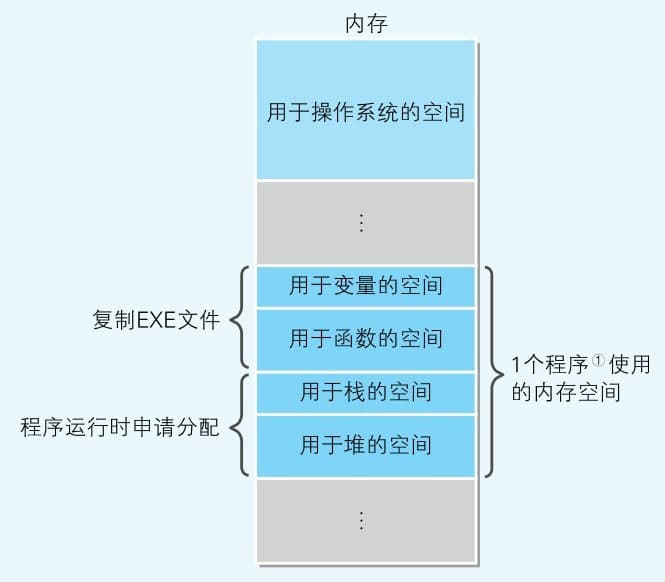 内存
用于操作系统的空间
⋮
用于变量的空间
复制EXE文件
用于函数的空间
1个程序①使用
的内存空间
用于栈的空间
程序运行时申请分配
用于堆的空间
⋮